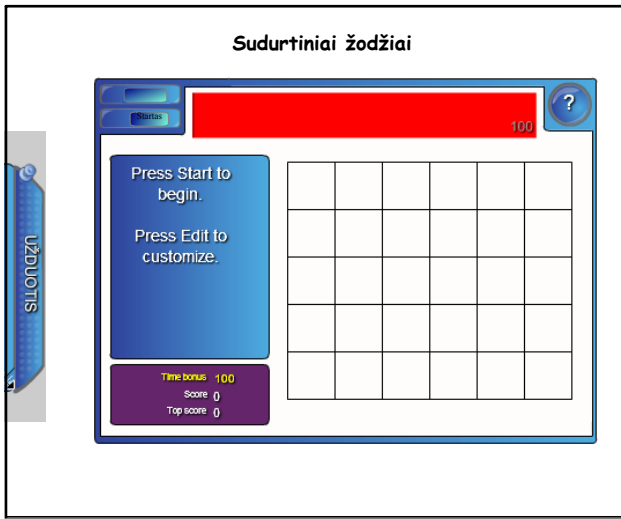 Sudurtiniai žodžiai
?
Startas
100
Press Start to
begin.
Press Edit to
customize.
UŽDUOTIS
Time bonus 100
Score 0
Top score 0